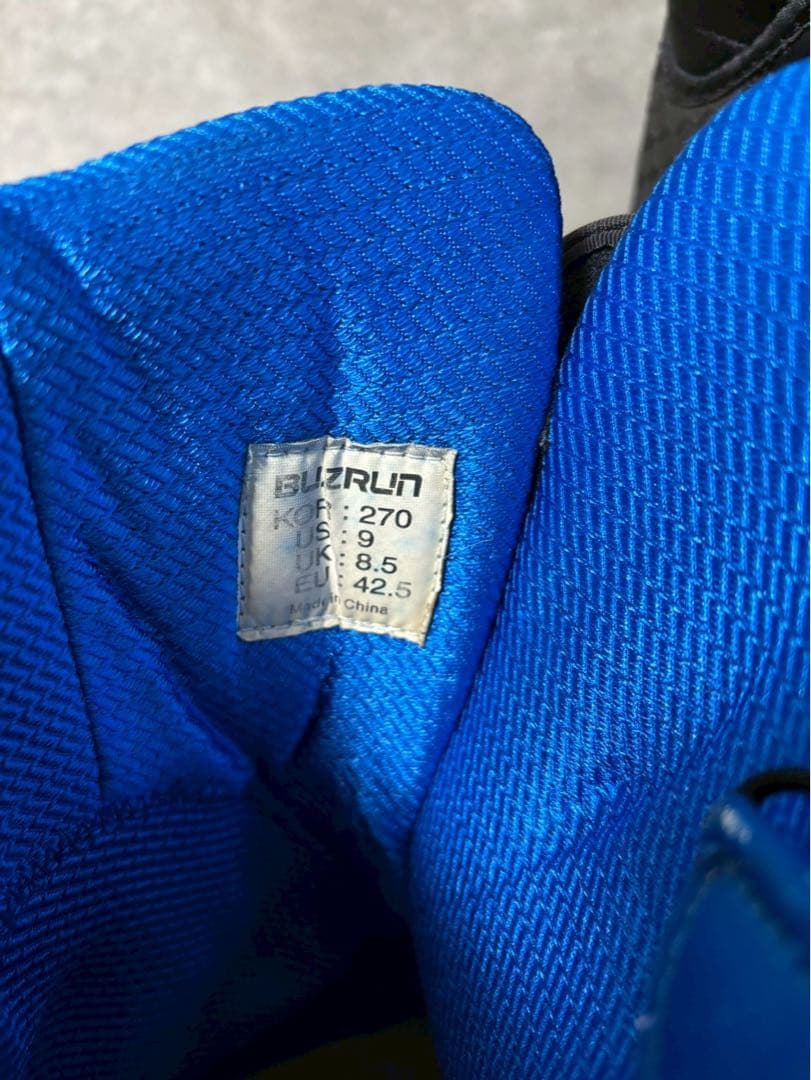 BUZRUN
KOR : 270
US : 9
UK : 8.5
EU : 42.5
Made in China